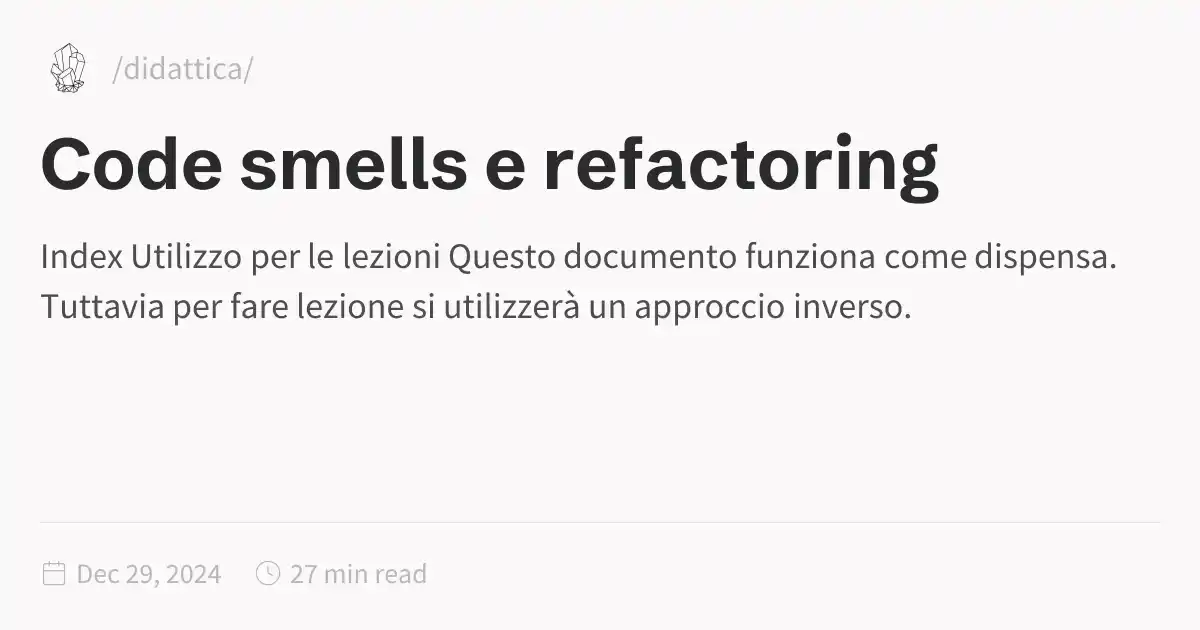 /didattica/
Code smells e refactoring
Index Utilizzo per le lezioni Questo documento funziona come dispensa.
Tuttavia per fare lezione si utilizzerà un approccio inverso.
Dec 29, 2024 27 min read